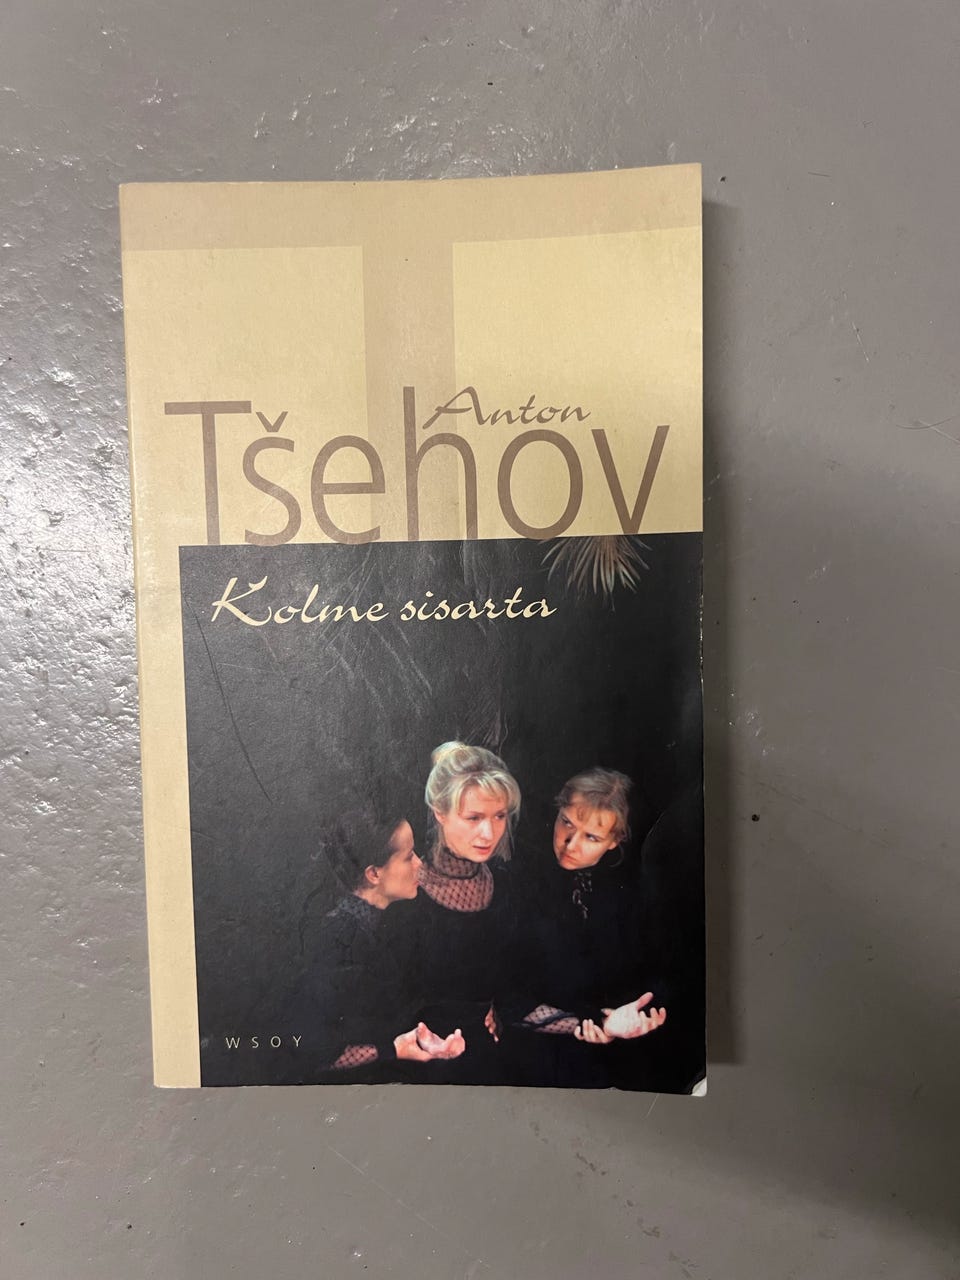 Anton
Tšehov
Kolme sisarta
WSOY